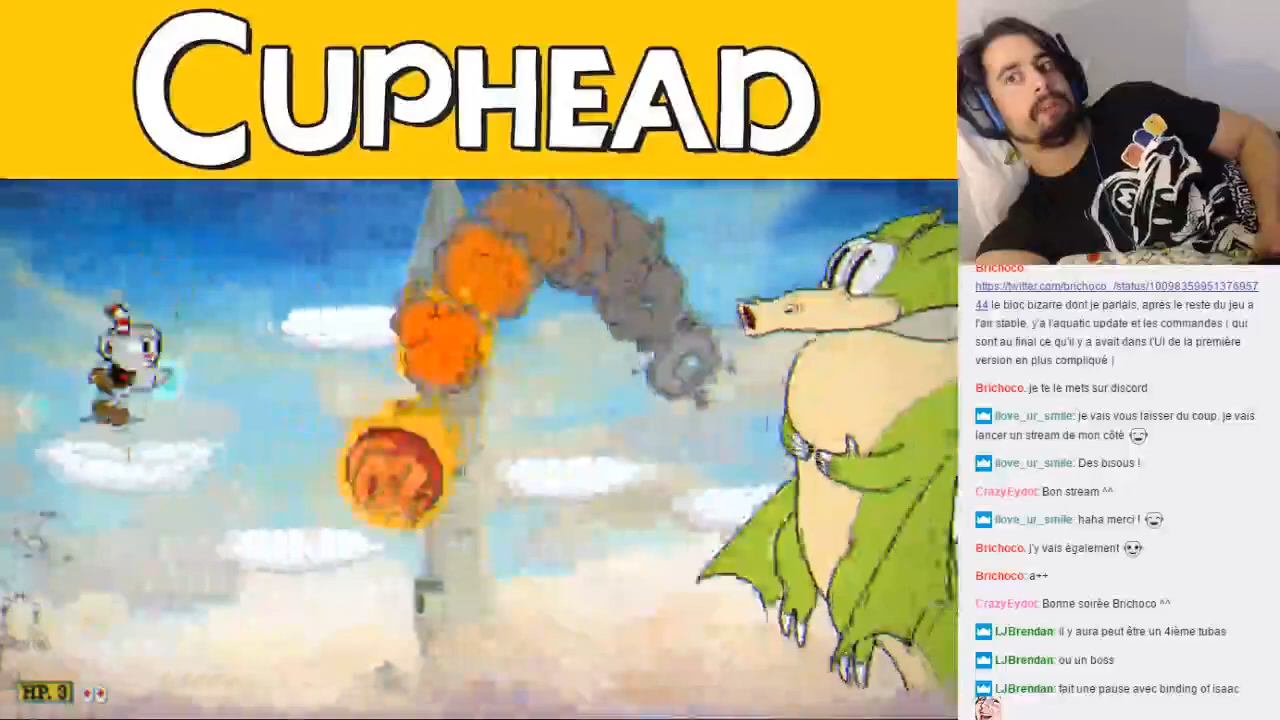 CUPHEAD
HP. 3
Brichoco
https://twitter.com/brichoco_/status/10098359951376957
44 le bloc bizarre dont je parlais, après le reste du jeu a
l'air stable, y'a l'aquatic update et les commandes ( qui
sont au final ce qu'il y a avait dans l'UI de la première
version en plus compliqué )
Brichoco: je te le mets sur discord
ilove_ur_smile: je vais vous laisser du coup, je vais
lancer un stream de mon côté
ilove_ur_smile: Des bisous !
CrazyEydot: Bon stream ^^
ilove_ur_smile: haha merci !
Brichoco: j'y vais également
Brichoco: a++
CrazyEydot: Bonne soirée Brichoco ^^
LJBrendan: il y aura peut être un 4ième tubas
LJBrendan: ou un boss
LJBrendan: fait une pause avec binding of isaac